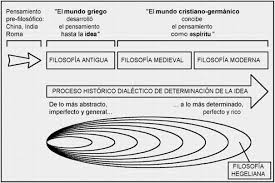 Pensamiento
pre-filosófico:
China, India
Roma
"El mundo griego
desarrolló
el pensamiento
hasta la idea"
"El mundo cristiano-germánico
concibe
el pensamiento
como espíritu"
FILOSOFÍA ANTIGUA
FILOSOFÍA MEDIEVAL
FILOSOFÍA MODERNA
PROCESO HISTÓRICO DIALÉCTICO DE DETERMINACIÓN DE LA IDEA
De lo más abstracto,
imperfecto y general...
... a lo más determinado,
perfecto y rico
FILOSOFÍA
HEGELIANA